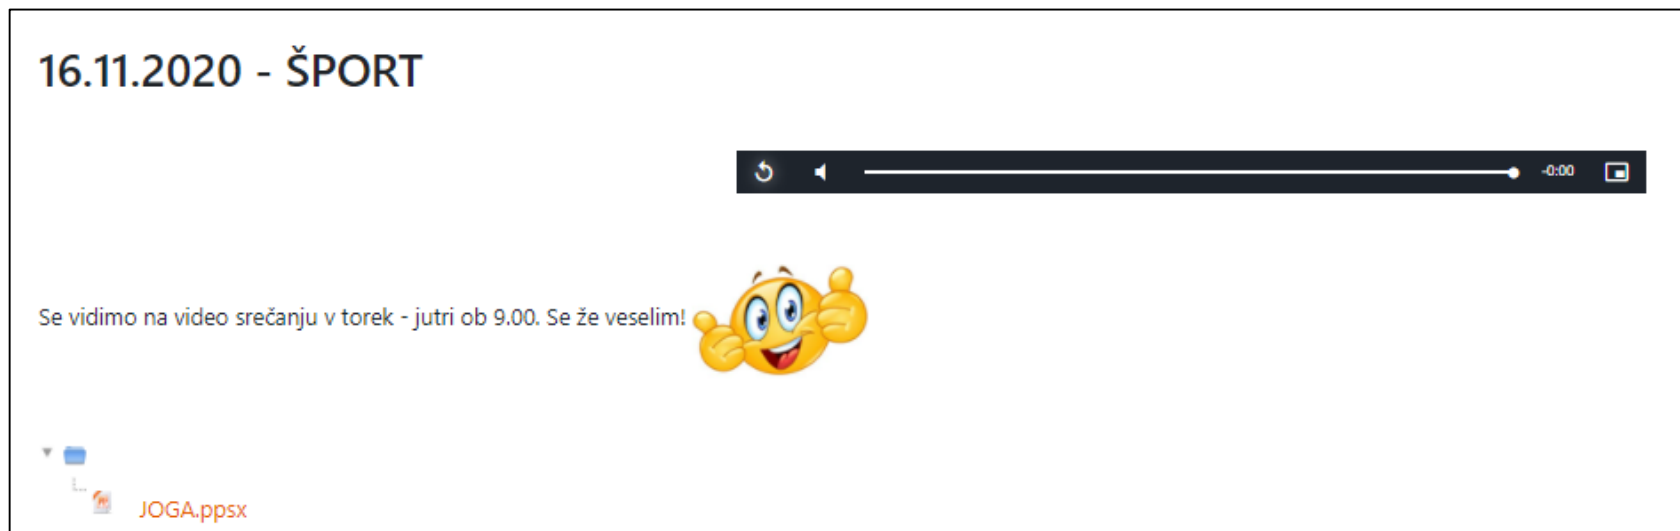 16.11.2020 - ŠPORT
-0:00
Se vidimo na video srečanju v torek - jutri ob 9.00. Se že veselim!
JOGA.ppsx